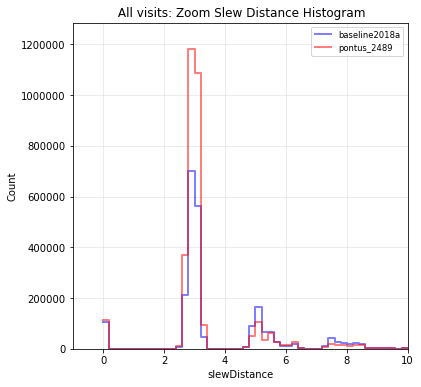 All visits: Zoom Slew Distance Histogram
baseline2018a
pontus_2489
1200000
1000000
800000
600000
400000
200000
0
Count
0 2 4 6 8 10
slewDistance